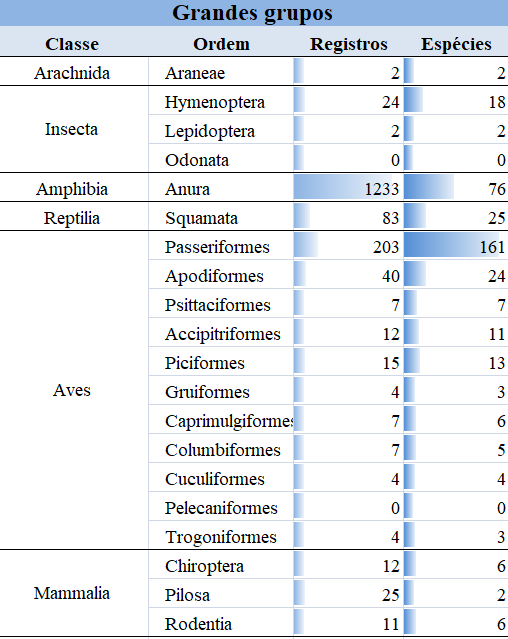 Grandes grupos
Classe Ordem Registros Espécies
Arachnida Araneae 2 2
Insecta Hymenoptera 24 18
Lepidoptera 2 2
Odonata 0 0
Amphibia Anura 1233 76
Reptilia Squamata 83 25
Aves Passeriformes 203 161
Apodiformes 40 24
Psittaciformes 7 7
Accipitriformes 12 11
Piciformes 15 13
Gruiformes 4 3
Caprimulgiformes 7 6
Columbiformes 7 5
Cuculiformes 4 4
Pelecaniformes 0 0
Trogoniformes 4 3
Mammalia Chiroptera 12 6
Pilosa 25 2
Rodentia 11 6